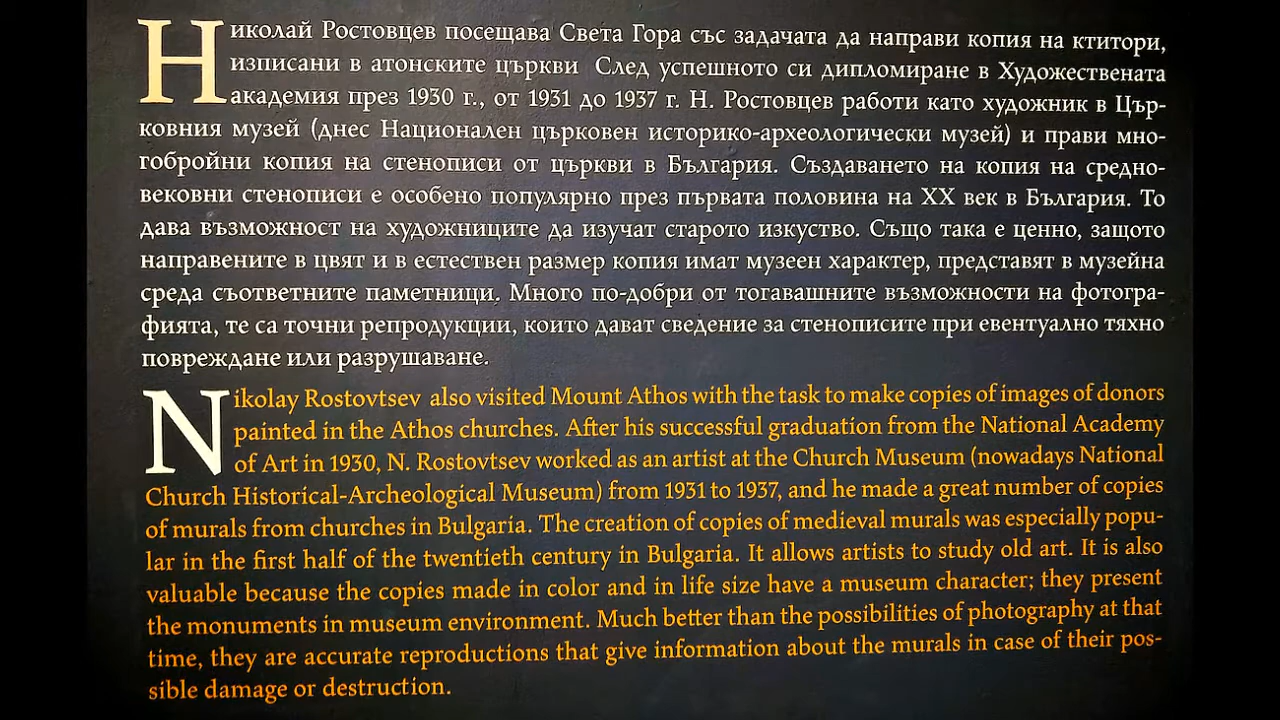 Николай Ростовцев посещава Света Гора със задачата да направи копия на ктитори,
изписани в атонските църкви След успешното си дипломиране в Художествената
академия през 1930 г., от 1931 до 1937 г. Н. Ростовцев работи като художник в Цър-
ковния музей (днес Национален църковен историко-археологически музей) и прави мно-
гобройни копия на стенописи от църкви в България. Създаването на копия на средно-
вековни стенописи е особено популярно през първата половина на XX век в България. То
дава възможност на художниците да изучат старото изкуство. Също така е ценно, защото
направените в цвят и в естествен размер копия имат музеен характер, представят в музейна
среда съответните паметници. Много по-добри от тогавашните възможности на фотогра-
фията, те са точни репродукции, които дават сведение за стенописите при евентуално тяхно
повреждане или разрушаване.
Nikolay Rostovtsev also visited Mount Athos with the task to make copies of images of donors
painted in the Athos churches. After his successful graduation from the National Academy
of Art in 1930, N. Rostovtsev worked as an artist at the Church Museum (nowadays National
Church Historical-Archeological Museum) from 1931 to 1937, and he made a great number of copies
of murals from churches in Bulgaria. The creation of copies of medieval murals was especially popu-
lar in the first half of the twentieth century in Bulgaria. It allows artists to study old art. It is also
valuable because the copies made in color and in life size have a museum character; they present
the monuments in museum environment. Much better than the possibilities of photography at that
time, they are accurate reproductions that give information about the murals in case of their pos-
sible damage or destruction.